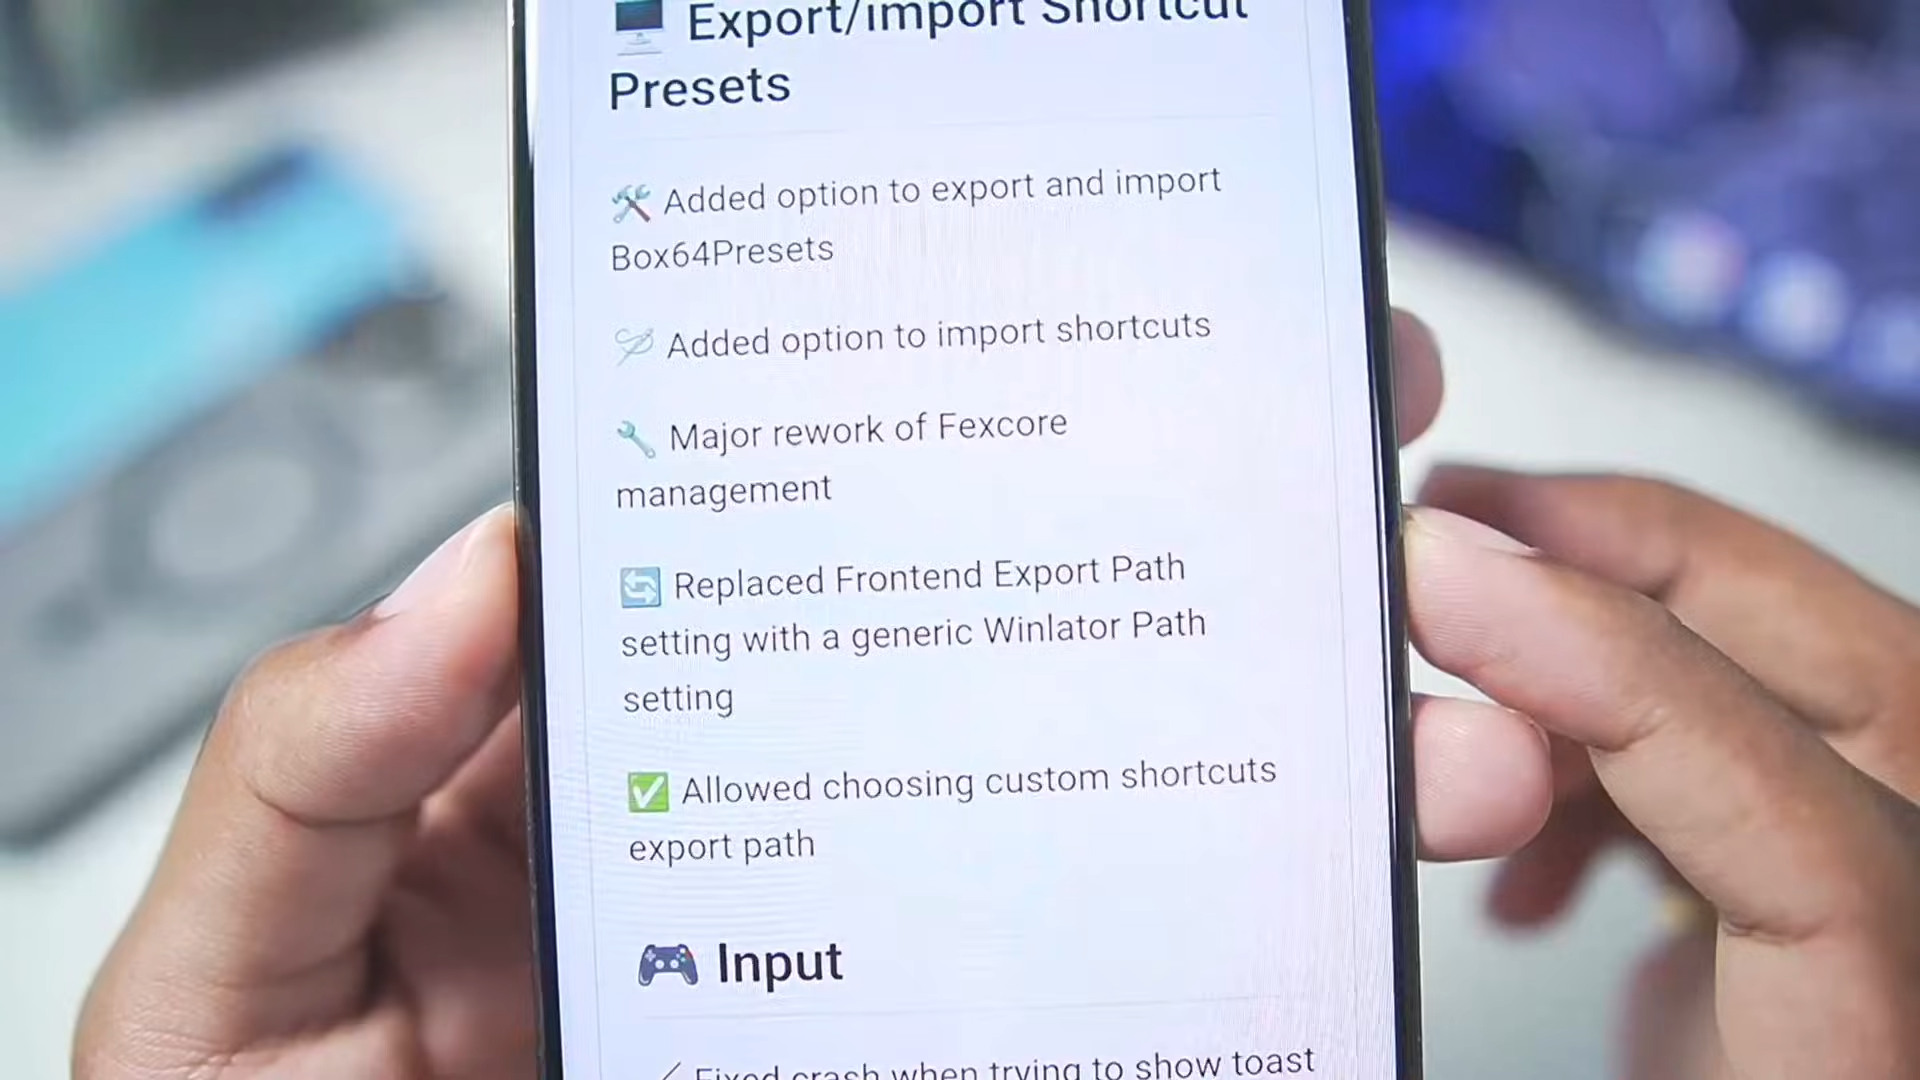 Export/import Shortcut
Presets
Added option to export and import
Box64Presets
Added option to import shortcuts
Major rework of Fexcore
management
Replaced Frontend Export Path
setting with a generic Winlator Path
setting
Allowed choosing custom shortcuts
export path
Input
Fixed crash when trying to show toast